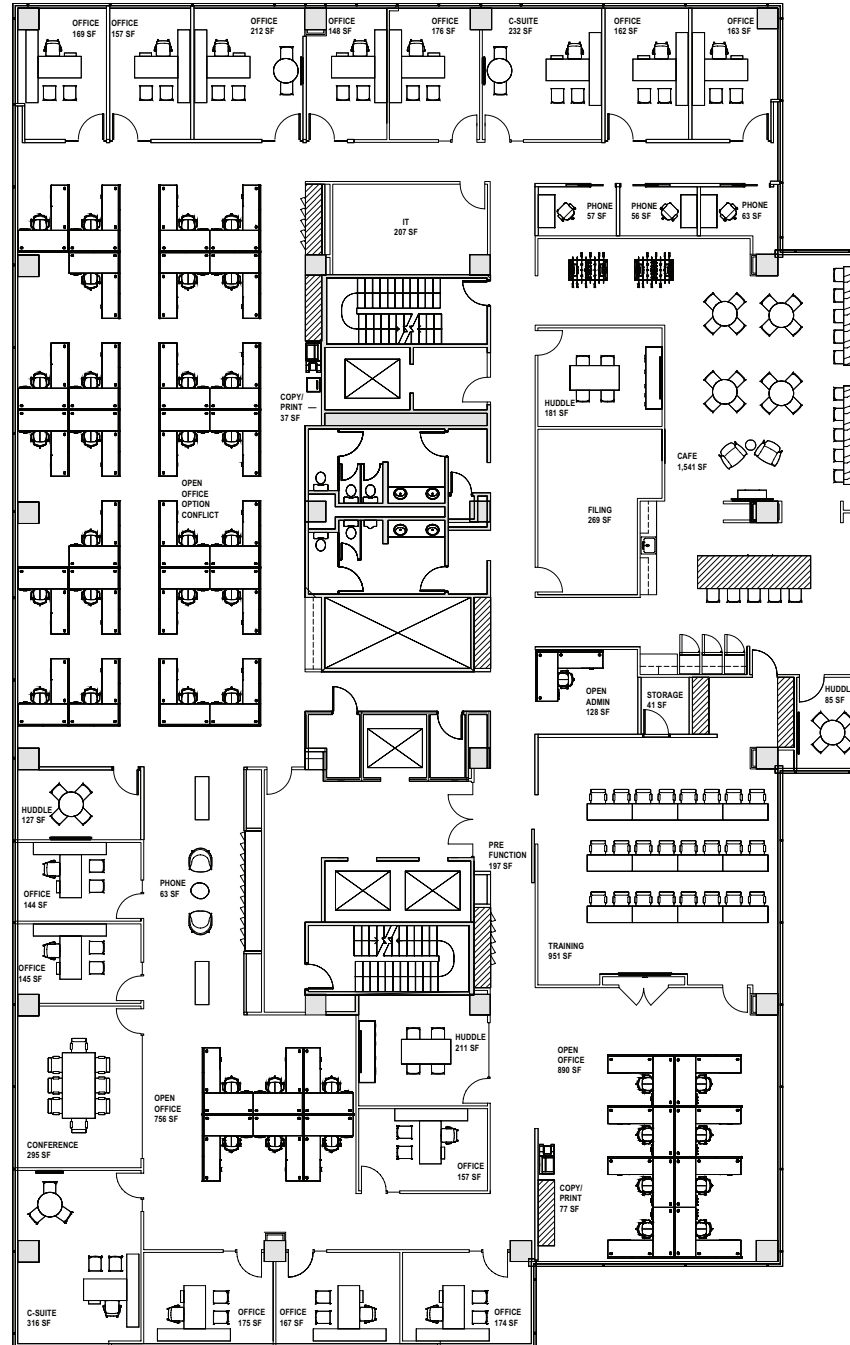 OFFICE
169 SF
OFFICE
157 SF
OFFICE
212 SF
OFFICE
148 SF
OFFICE
176 SF
C-SUITE
232 SF
OFFICE
162 SF
OFFICE
163 SF
IT
207 SF
PHONE
57 SF
PHONE
56 SF
PHONE
63 SF
COPY/
PRINT
37 SF
HUDDLE
181 SF
CAFE
1,541 SF
OPEN
OFFICE
OPTION
CONFLICT
FILING
269 SF
OPEN
ADMIN
128 SF
STORAGE
41 SF
HUDDL
85 SF
HUDDLE
127 SF
PRE
FUNCTION
197 SF
OFFICE
144 SF
PHONE
63 SF
TRAINING
951 SF
OFFICE
145 SF
HUDDLE
211 SF
OPEN
OFFICE
890 SF
OPEN
OFFICE
756 SF
CONFERENCE
295 SF
OFFICE
157 SF
COPY/
PRINT
77 SF
C-SUITE
316 SF
OFFICE
175 SF
OFFICE
167 SF
OFFICE
174 SF